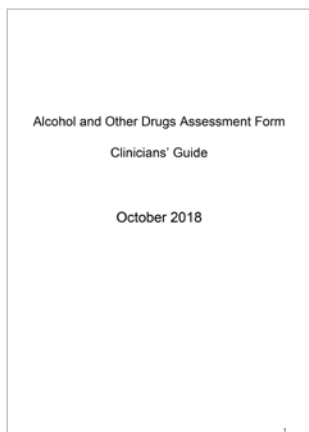 Alcohol and Other Drugs Assessment Form
Clinicians' Guide
October 2018
1